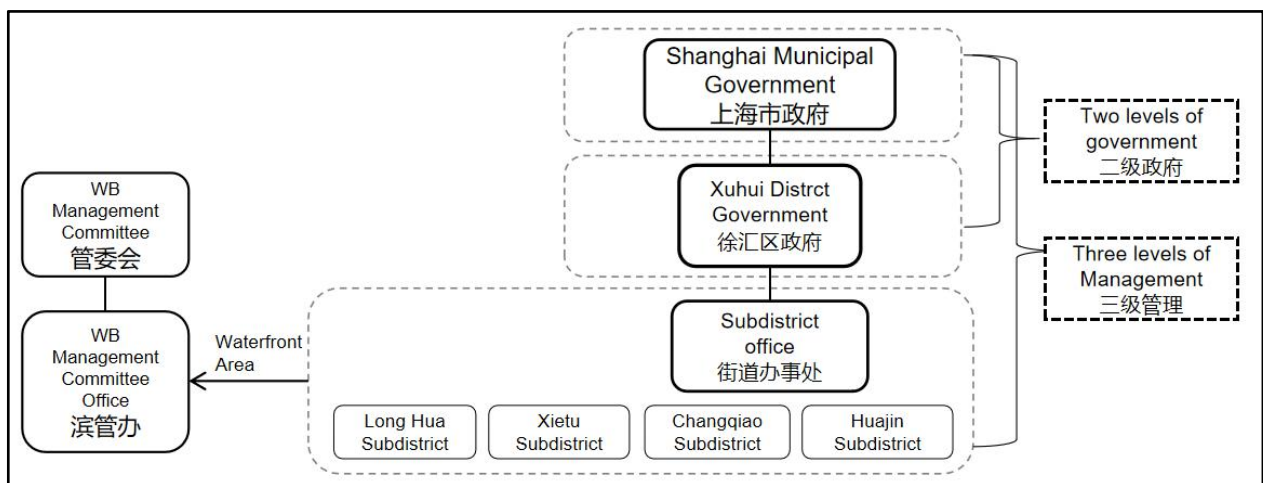 Shanghai Municipal
Government
上海市政府
Two levels of
government
二级政府
WB
Management
Committee
管委会
Xuhui Distrct
Government
徐汇区政府
Three levels of
Management
三级管理
WB
Management
Committee
Office
滨管办
Waterfront
Area
Subdistrict
office
街道办事处
Long Hua
Subdistrict
Xietu
Subdistrict
Changqiao
Subdistrict
Huajin
Subdistrict